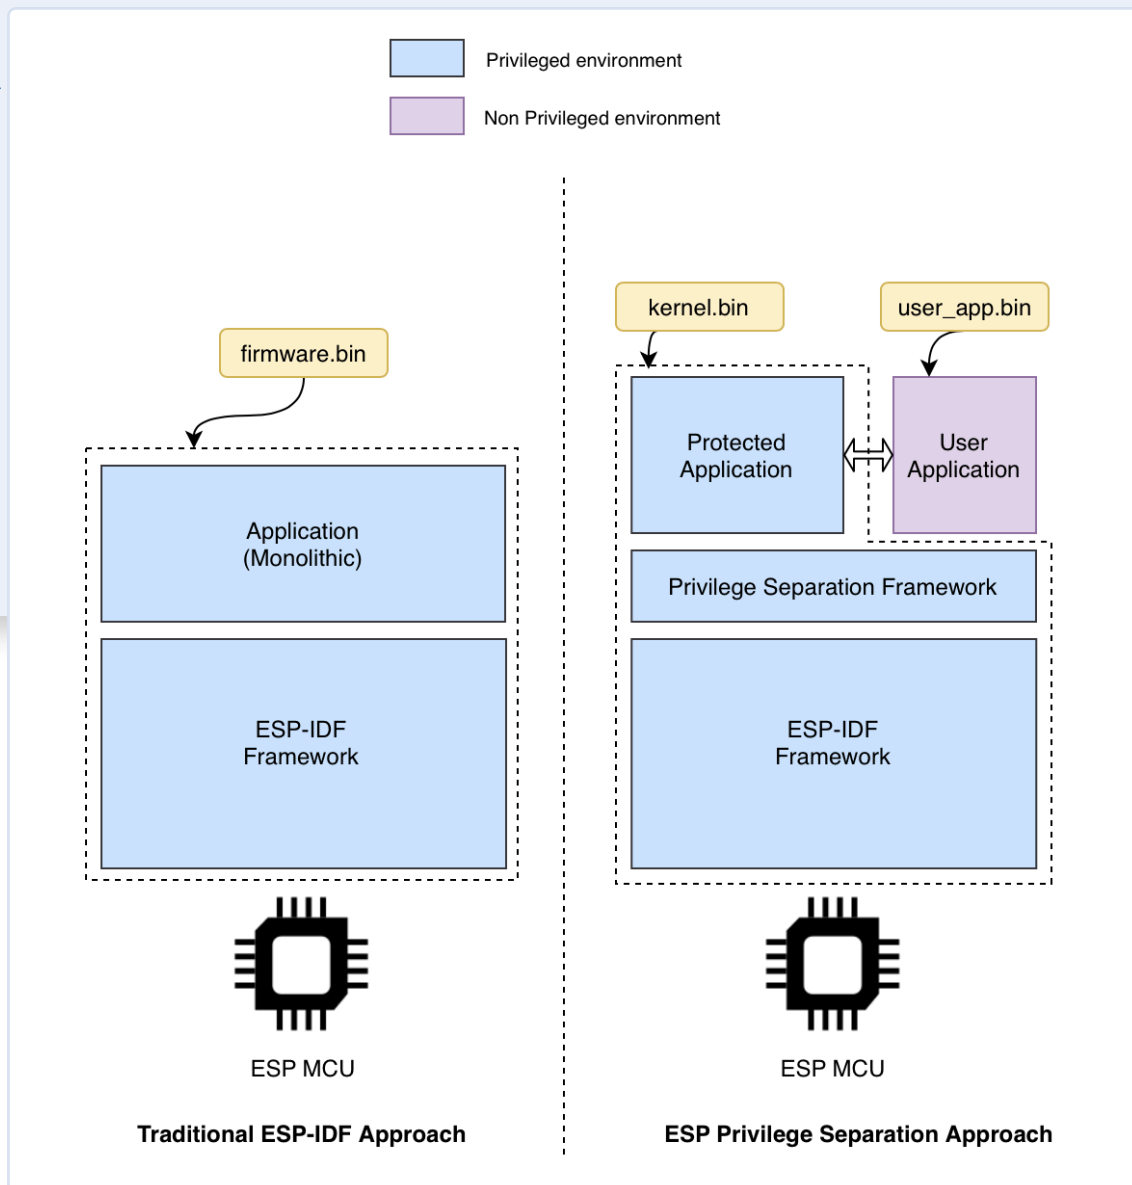 Privileged environment
Non Privileged environment
firmware.bin
Application
(Monolithic)
ESP-IDF
Framework
ESP MCU
Traditional ESP-IDF Approach
kernel.bin
user_app.bin
Protected
Application
User
Application
Privilege Separation Framework
ESP-IDF
Framework
ESP MCU
ESP Privilege Separation Approach